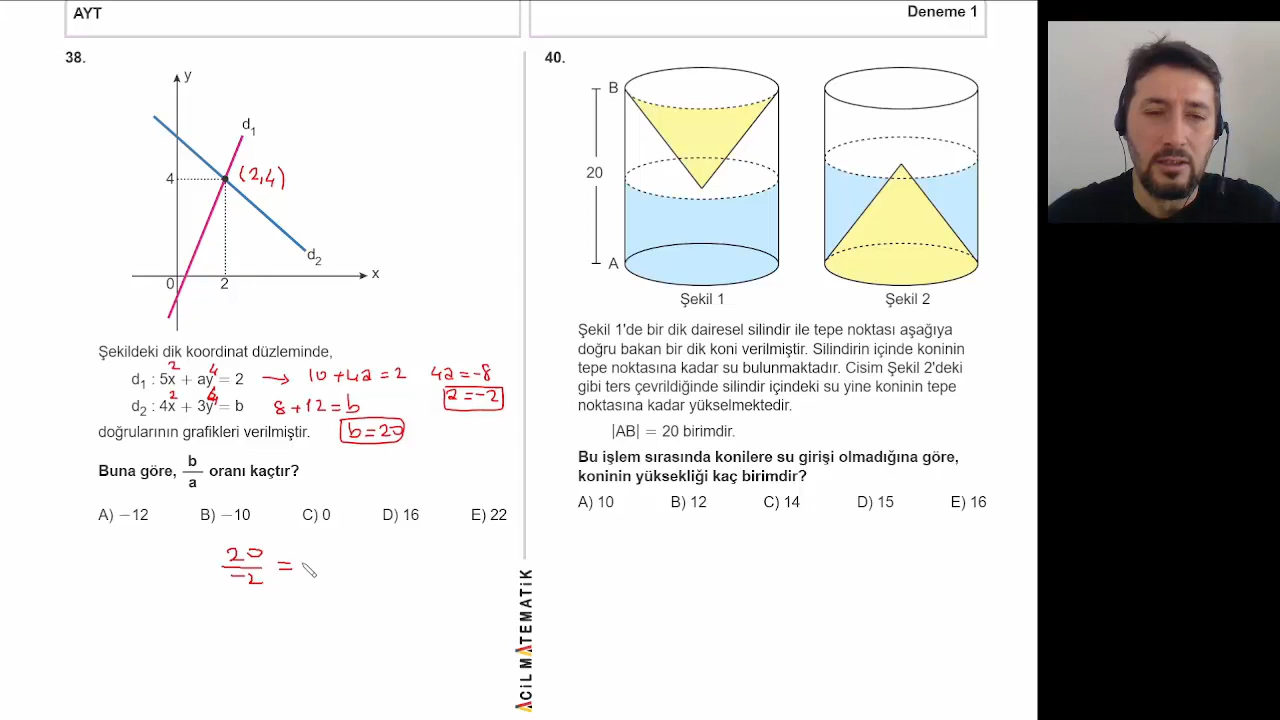 AYT
Deneme 1
38.
y
d1
4
(2,4)
d2
0
2
x
Şekildeki dik koordinat düzleminde,
d1 : 5x + ay = 2
2
4
→ 10 + 4a = 2
4a = -8
a = -2
d2 : 4x + 3y = b
2
4
8 + 12 = b
b = 20
doğrularının grafikleri verilmiştir.
Buna göre, b/a oranı kaçtır?
A) −12 B) −10 C) 0 D) 16 E) 22
20/-2 =
ACİL MATEMATİK
40.
B
20
A
Şekil 1
Şekil 2
Şekil 1'de bir dik dairesel silindir ile tepe noktası aşağıya
doğru bakan bir dik koni verilmiştir. Silindirin içinde koninin
tepe noktasına kadar su bulunmaktadır. Cisim Şekil 2'deki
gibi ters çevrildiğinde silindir içindeki su yine koninin tepe
noktasına kadar yükselmektedir.
|AB| = 20 birimdir.
Bu işlem sırasında konilere su girişi olmadığına göre,
koninin yüksekliği kaç birimdir?
A) 10 B) 12 C) 14 D) 15 E) 16